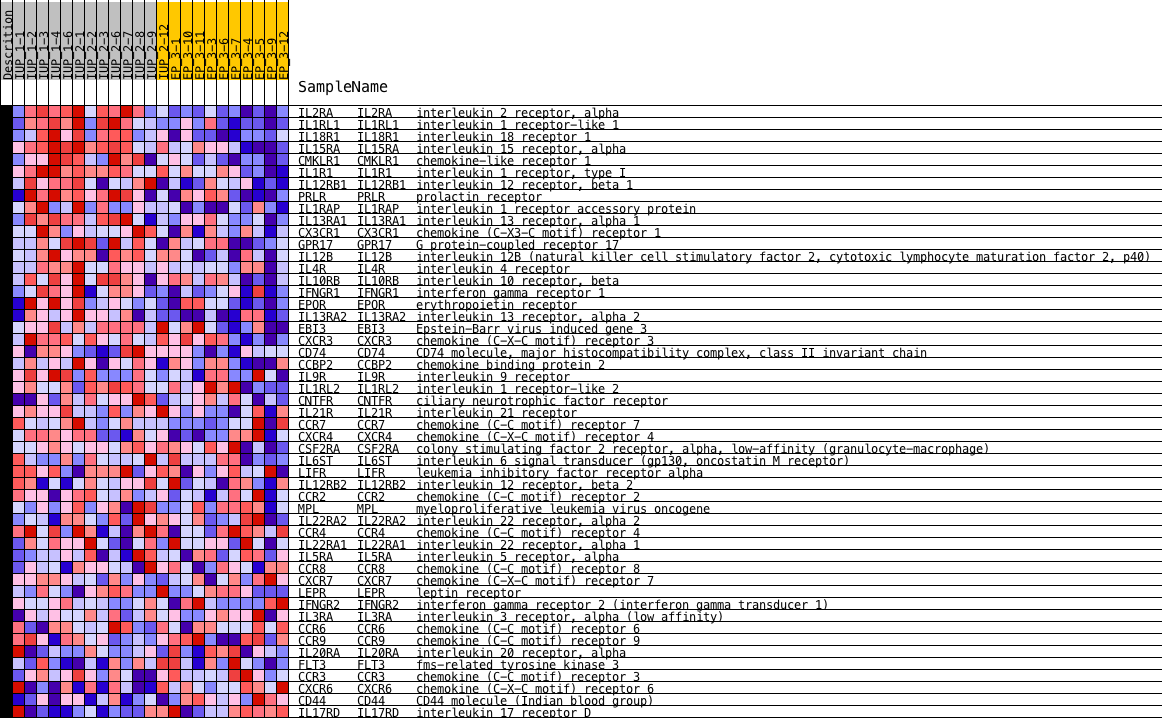 Descrition
IUP_1-1
IUP_1-2
IUP_1-3
IUP_1-4
IUP_1-6
IUP_2-1
IUP_2-2
IUP_2-3
IUP_2-6
IUP_2-7
IUP_2-8
IUP_2-9
IUP_2-12
EP_3-1
EP_3-10
EP_3-11
EP_3-3
EP_3-6
EP_3-7
EP_3-4
EP_3-5
EP_3-9
EP_3-12
SampleName
IL2RA IL2RA interleukin 2 receptor, alpha
IL1RL1 IL1RL1 interleukin 1 receptor-like 1
IL18R1 IL18R1 interleukin 18 receptor 1
IL15RA IL15RA interleukin 15 receptor, alpha
CMKLR1 CMKLR1 chemokine-like receptor 1
IL1R1 IL1R1 interleukin 1 receptor, type I
IL12RB1 IL12RB1 interleukin 12 receptor, beta 1
PRLR PRLR prolactin receptor
IL1RAP IL1RAP interleukin 1 receptor accessory protein
IL13RA1 IL13RA1 interleukin 13 receptor, alpha 1
CX3CR1 CX3CR1 chemokine (C-X3-C motif) receptor 1
GPR17 GPR17 G protein-coupled receptor 17
IL12B IL12B interleukin 12B (natural killer cell stimulatory factor 2, cytotoxic lymphocyte maturation factor 2, p40)
IL4R IL4R interleukin 4 receptor
IL10RB IL10RB interleukin 10 receptor, beta
IFNGR1 IFNGR1 interferon gamma receptor 1
EPOR EPOR erythropoietin receptor
IL13RA2 IL13RA2 interleukin 13 receptor, alpha 2
EBI3 EBI3 Epstein-Barr virus induced gene 3
CXCR3 CXCR3 chemokine (C-X-C motif) receptor 3
CD74 CD74 CD74 molecule, major histocompatibility complex, class II invariant chain
CCBP2 CCBP2 chemokine binding protein 2
IL9R IL9R interleukin 9 receptor
IL1RL2 IL1RL2 interleukin 1 receptor-like 2
CNTFR CNTFR ciliary neurotrophic factor receptor
IL21R IL21R interleukin 21 receptor
CCR7 CCR7 chemokine (C-C motif) receptor 7
CXCR4 CXCR4 chemokine (C-X-C motif) receptor 4
CSF2RA CSF2RA colony stimulating factor 2 receptor, alpha, low-affinity (granulocyte-macrophage)
IL6ST IL6ST interleukin 6 signal transducer (gp130, oncostatin M receptor)
LIFR LIFR leukemia inhibitory factor receptor alpha
IL12RB2 IL12RB2 interleukin 12 receptor, beta 2
CCR2 CCR2 chemokine (C-C motif) receptor 2
MPL MPL myeloproliferative leukemia virus oncogene
IL22RA2 IL22RA2 interleukin 22 receptor, alpha 2
CCR4 CCR4 chemokine (C-C motif) receptor 4
IL22RA1 IL22RA1 interleukin 22 receptor, alpha 1
IL5RA IL5RA interleukin 5 receptor, alpha
CCR8 CCR8 chemokine (C-C motif) receptor 8
CXCR7 CXCR7 chemokine (C-X-C motif) receptor 7
LEPR LEPR leptin receptor
IFNGR2 IFNGR2 interferon gamma receptor 2 (interferon gamma transducer 1)
IL3RA IL3RA interleukin 3 receptor, alpha (low affinity)
CCR6 CCR6 chemokine (C-C motif) receptor 6
CCR9 CCR9 chemokine (C-C motif) receptor 9
IL20RA IL20RA interleukin 20 receptor, alpha
FLT3 FLT3 fms-related tyrosine kinase 3
CCR3 CCR3 chemokine (C-C motif) receptor 3
CXCR6 CXCR6 chemokine (C-X-C motif) receptor 6
CD44 CD44 CD44 molecule (Indian blood group)
IL17RD IL17RD interleukin 17 receptor D